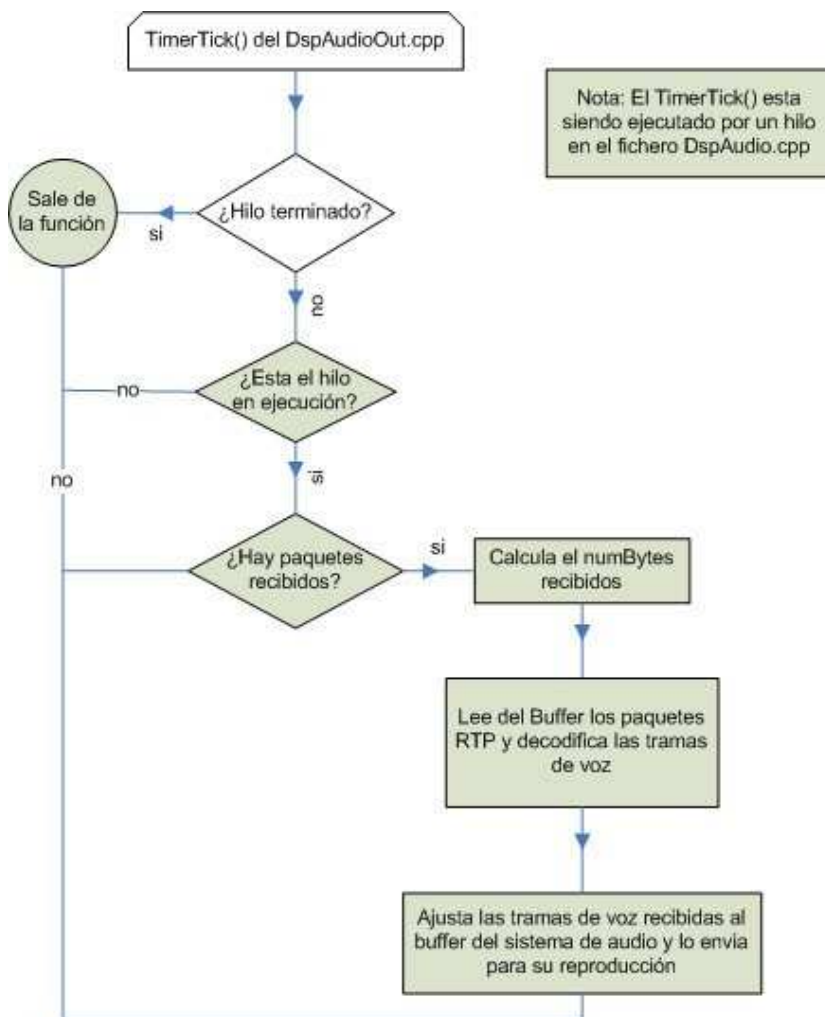 TimerTick() del DspAudioOut.cpp
Nota: El TimerTick() esta
siendo ejecutado por un hilo
en el fichero DspAudio.cpp
¿Hilo terminado?
si
Sale de
la función
no
¿Esta el hilo
en ejecución?
no
si
¿Hay paquetes
recibidos?
no
si
Calcula el numBytes
recibidos
Lee del Buffer los paquetes
RTP y decodifica las tramas
de voz
Ajusta las tramas de voz recibidas al
buffer del sistema de audio y lo envia
para su reproducción